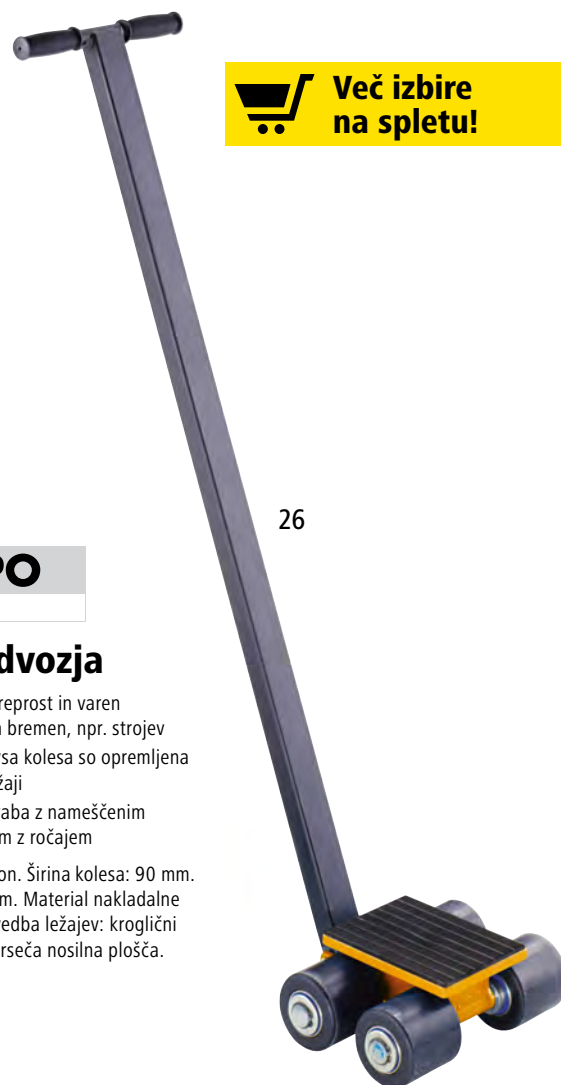 Več izbire
na spletu!
26
PO
dvozja
reprost in varen
bremen, npr. strojev
sa kolesa so opremljena
žaji
aba z nameščenim
m z ročajem
on. Širina kolesa: 90 mm.
m. Material nakladalne
edba ležajev: kroglični
rseča nosilna plošča.